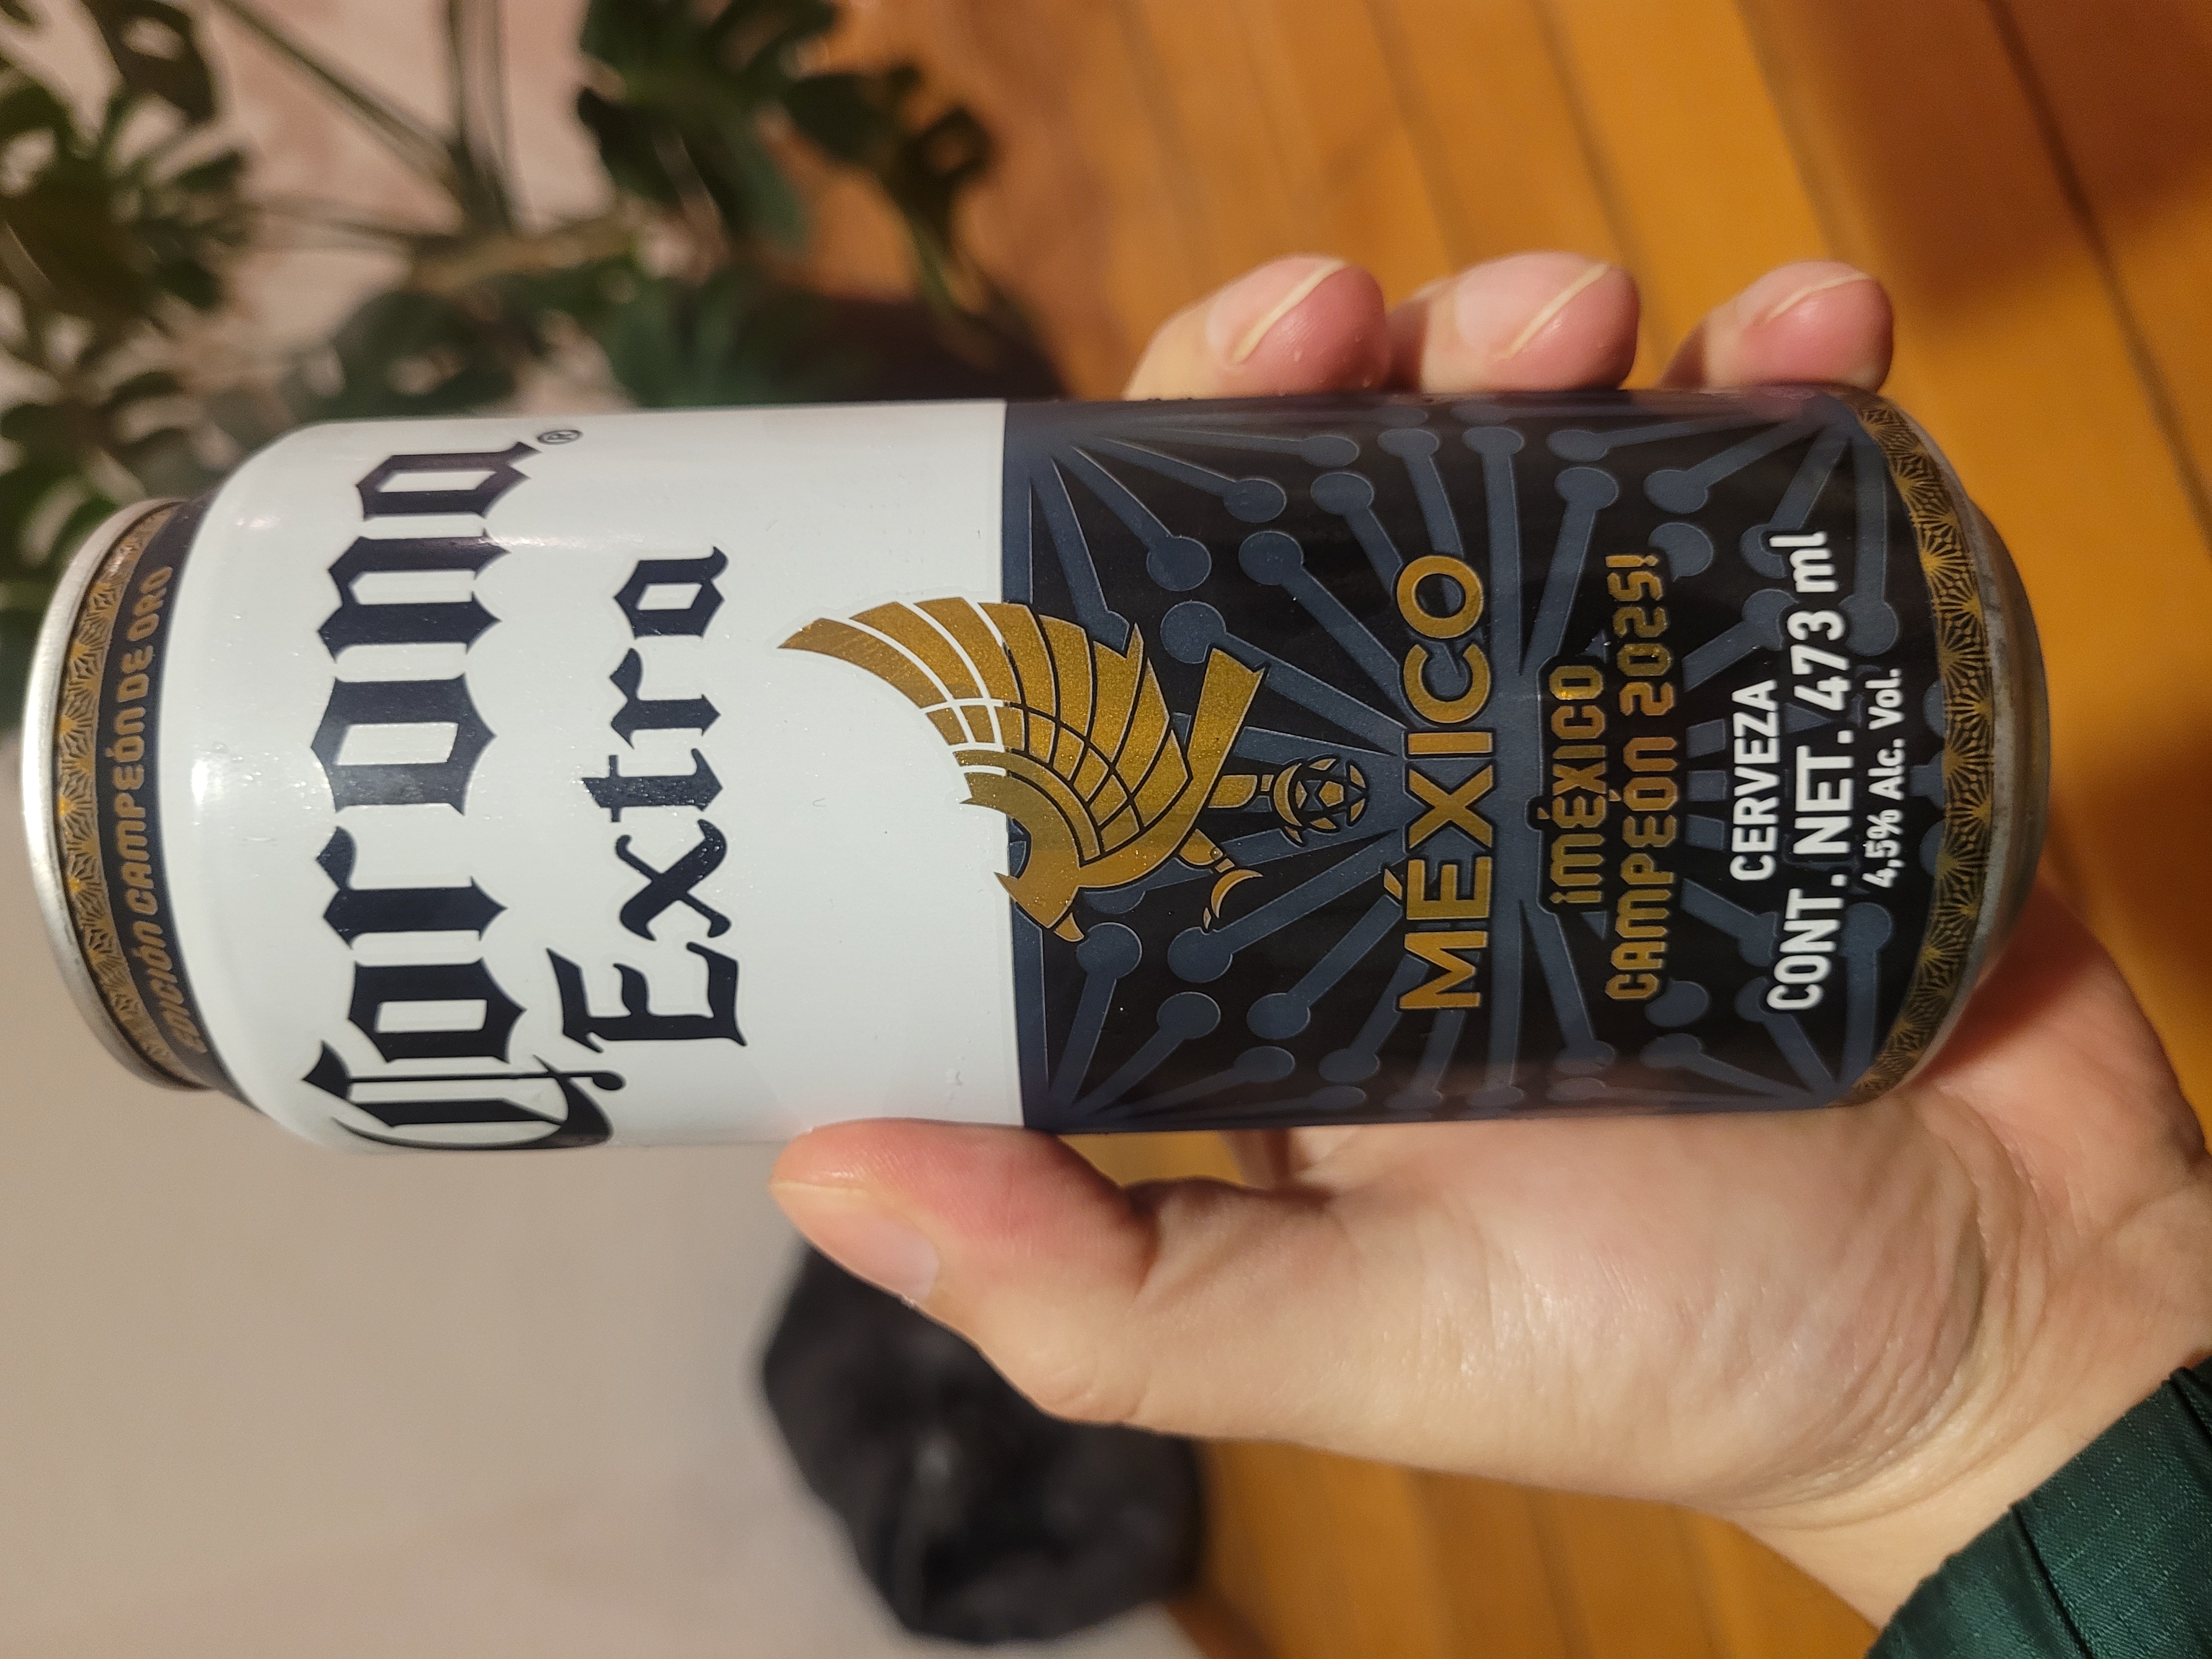 EDICIÓN CAMPEÓN DE ORO
Corona®
Extra
MÉXICO
¡MÉXICO
CAMPEÓN 2025!
CERVEZA
CONT. NET. 473 ml
4,5% Alc. Vol.